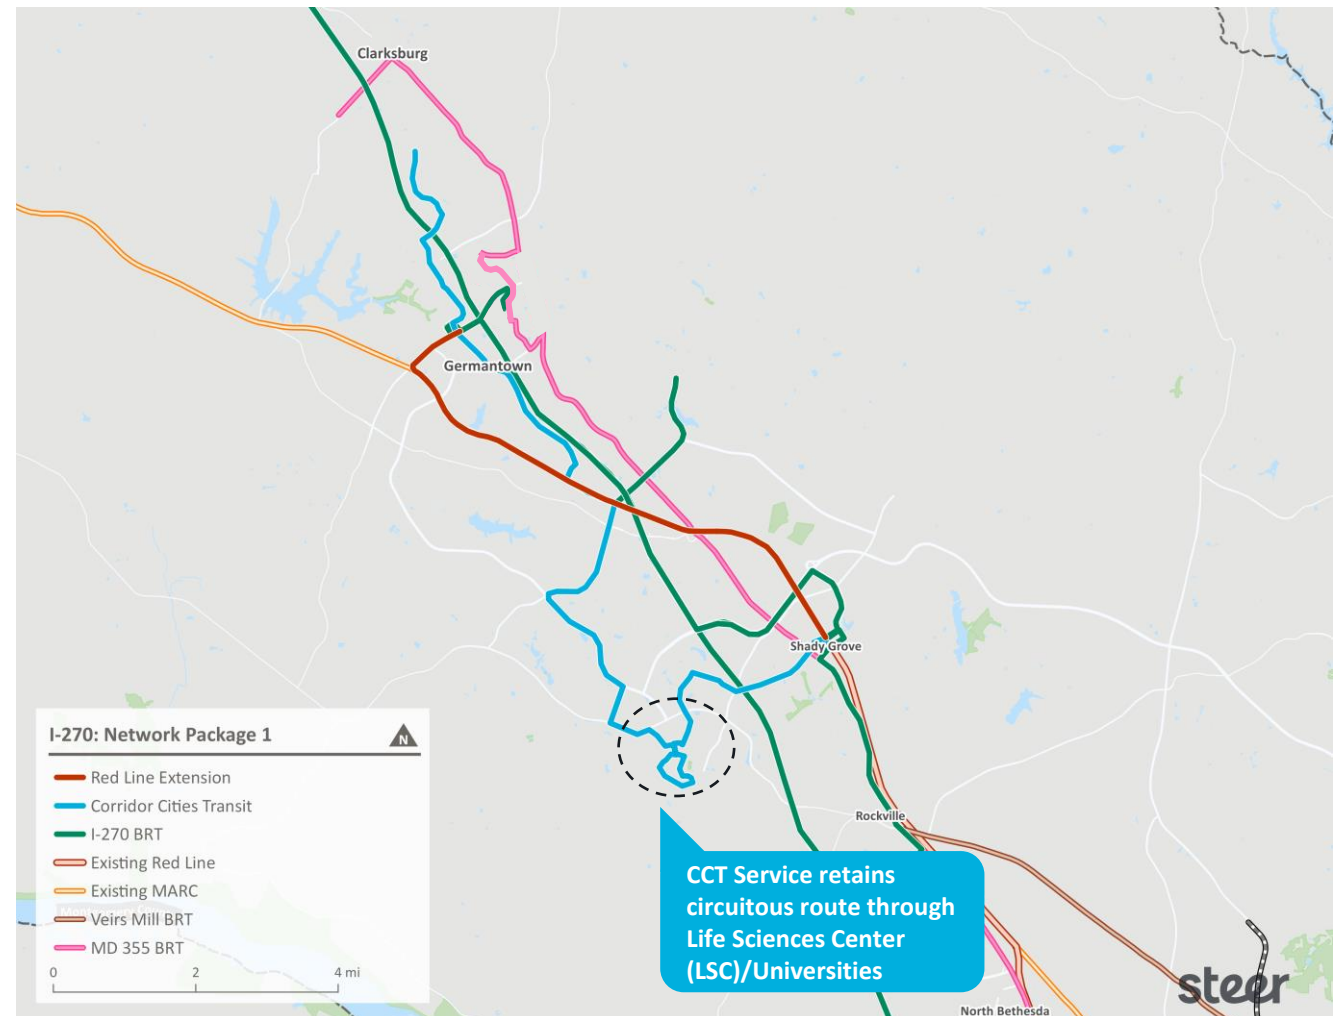 Clarksburg
Germantown
Shady Grove
I-270: Network Package 1
N
Red Line Extension
Corridor Cities Transit
I-270 BRT
Existing Red Line
Existing MARC
Veirs Mill BRT
MD 355 BRT
0 2 4 mi
Rockville
CCT Service retains
circuitous route through
Life Sciences Center
(LSC)/Universities
steer
North Bethesda